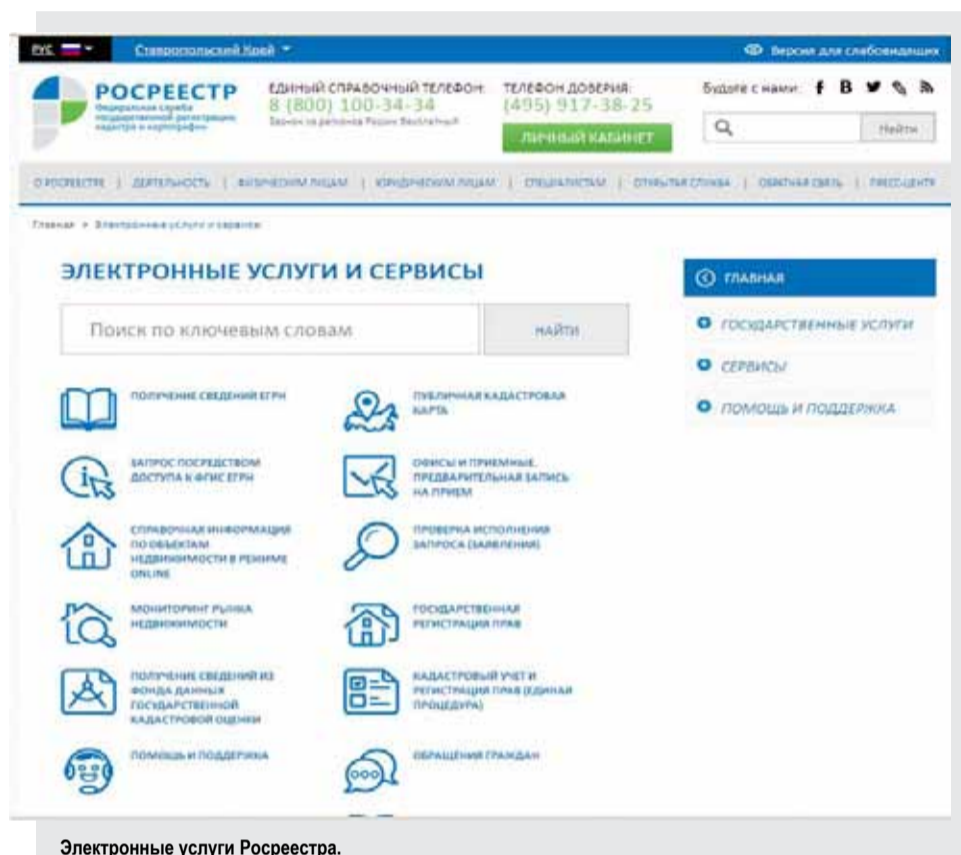 РУС
Ставропольский Край
Версия для слабовидящих
РОСРЕЕСТР
Федеральная служба
государственной регистрации
кадастра и картографии
ЕДИНЫЙ СПРАВОЧНЫЙ ТЕЛЕФОН:
8 (800) 100-34-34
Звонок из регионов России бесплатный
ТЕЛЕФОН ДОВЕРИЯ:
(495) 917-38-25
ЛИЧНЫЙ КАБИНЕТ
Будьте с нами:
Найти
О РОСРЕЕСТРЕ | ДЕЯТЕЛЬНОСТЬ | ФИЗИЧЕСКИМ ЛИЦАМ | ЮРИДИЧЕСКИМ ЛИЦАМ | СПЕЦИАЛИСТАМ | ОТКРЫТАЯ СЛУЖБА | ОБРАТНАЯ СВЯЗЬ | ПРЕСС-ЦЕНТР
Главная > Электронные услуги и сервисы
ЭЛЕКТРОННЫЕ УСЛУГИ И СЕРВИСЫ
Поиск по ключевым словам
НАЙТИ
ПОЛУЧЕНИЕ СВЕДЕНИЙ ЕГРН
ПУБЛИЧНАЯ КАДАСТРОВАЯ
КАРТА
ЗАПРОС ПОСРЕДСТВОМ
ДОСТУПА К ФГИС ЕГРН
ОФИСЫ И ПРИЕМНЫЕ.
ПРЕДВАРИТЕЛЬНАЯ ЗАПИСЬ
НА ПРИЕМ
СПРАВОЧНАЯ ИНФОРМАЦИЯ
ПО ОБЪЕКТАМ
НЕДВИЖИМОСТИ В РЕЖИМЕ
ONLINE
ПРОВЕРКА ИСПОЛНЕНИЯ
ЗАПРОСА (ЗАЯВЛЕНИЯ)
МОНИТОРИНГ РЫНКА
НЕДВИЖИМОСТИ
ГОСУДАРСТВЕННАЯ
РЕГИСТРАЦИЯ ПРАВ
ПОЛУЧЕНИЕ СВЕДЕНИЙ ИЗ
ФОНДА ДАННЫХ
ГОСУДАРСТВЕННОЙ
КАДАСТРОВОЙ ОЦЕНКИ
КАДАСТРОВЫЙ УЧЕТ И
РЕГИСТРАЦИЯ ПРАВ (ЕДИНАЯ
ПРОЦЕДУРА)
ПОМОЩЬ И ПОДДЕРЖКА
ОБРАЩЕНИЯ ГРАЖДАН
ГЛАВНАЯ
ГОСУДАРСТВЕННЫЕ УСЛУГИ
СЕРВИСЫ
ПОМОЩЬ И ПОДДЕРЖКА
Электронные услуги Росреестра.